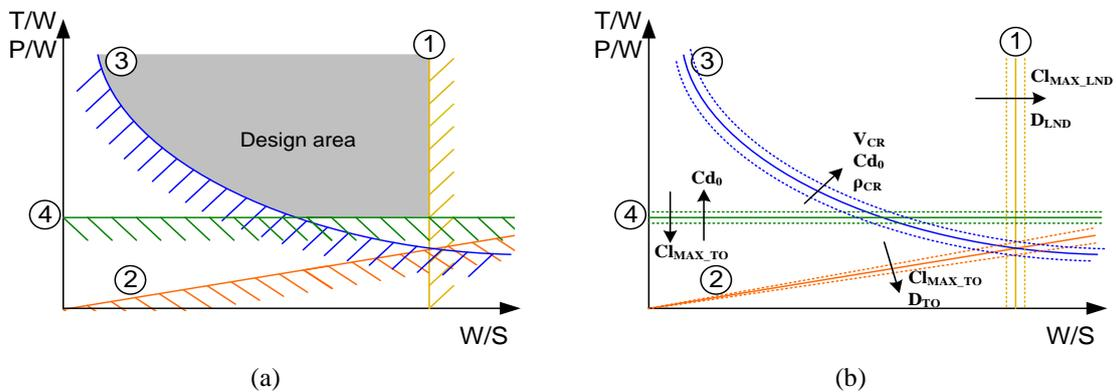 T/W
P/W
3
1
Design area
4
2
W/S
(a)
T/W
P/W
3
1
Cl_MAX_LND
D_LND
V_CR
Cd_0
ρ_CR
Cd_0
4
Cl_MAX_TO
2
Cl_MAX_TO
D_TO
W/S
(b)